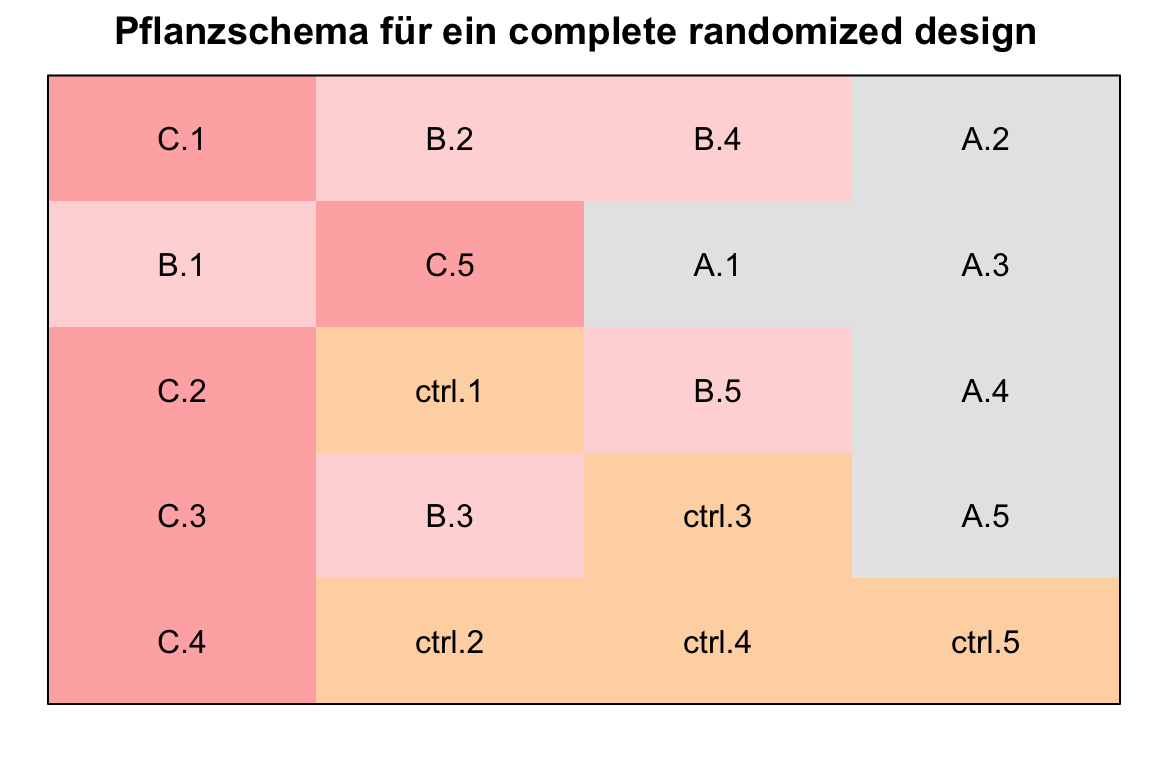 Pflanzschema für ein complete randomized design
C.1 B.2 B.4 A.2
B.1 C.5 A.1 A.3
C.2 ctrl.1 B.5 A.4
C.3 B.3 ctrl.3 A.5
C.4 ctrl.2 ctrl.4 ctrl.5